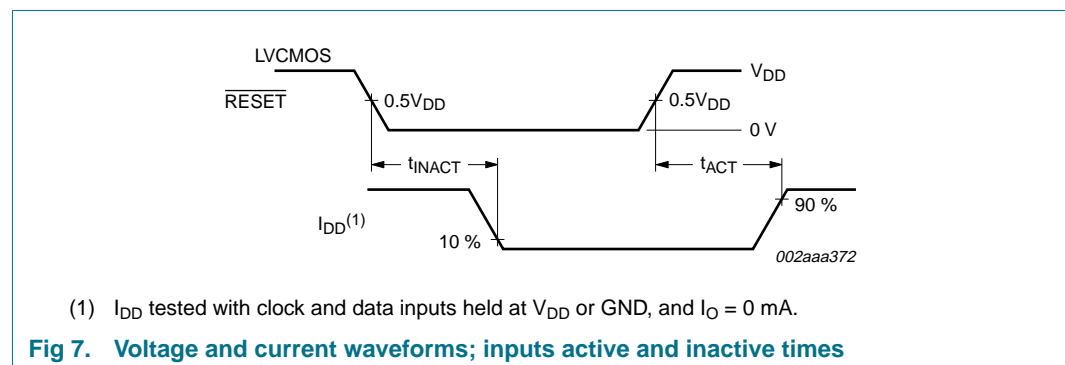 LVCMOS
RESET
0.5VDD
0.5VDD
VDD
0 V
tINACT
tACT
IDD(1)
10 %
90 %
002aaa372
(1) IDD tested with clock and data inputs held at VDD or GND, and IO = 0 mA.
Fig 7. Voltage and current waveforms; inputs active and inactive times